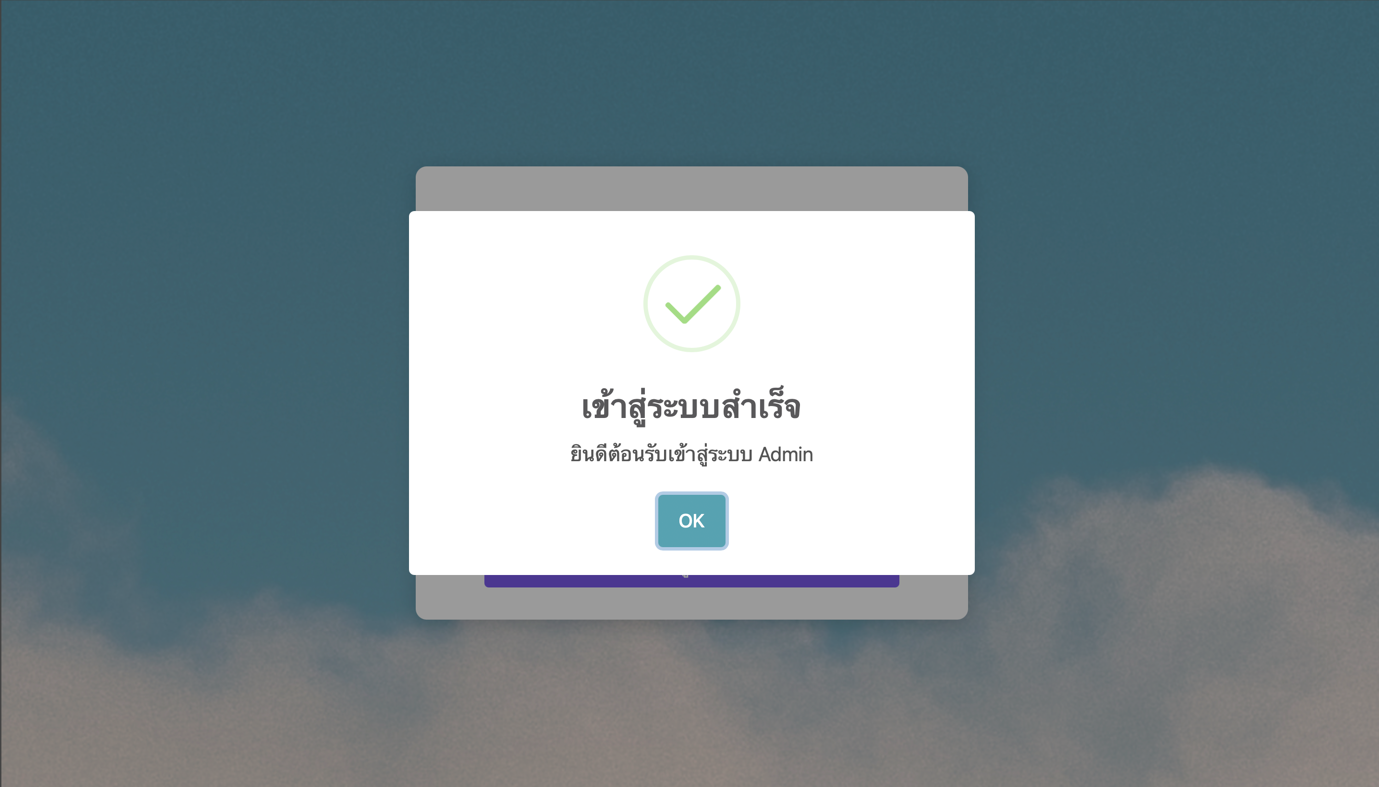 เข้าสู่ระบบสำเร็จ
ยินดีต้อนรับเข้าสู่ระบบ Admin
OK